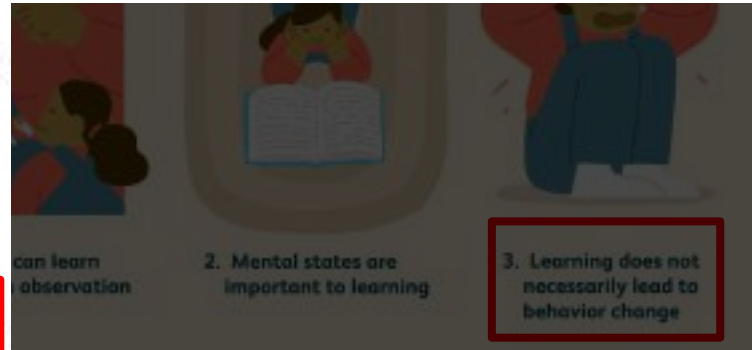 can learn
observation
2. Mental states are
important to learning
3. Learning does not
necessarily lead to
behavior change